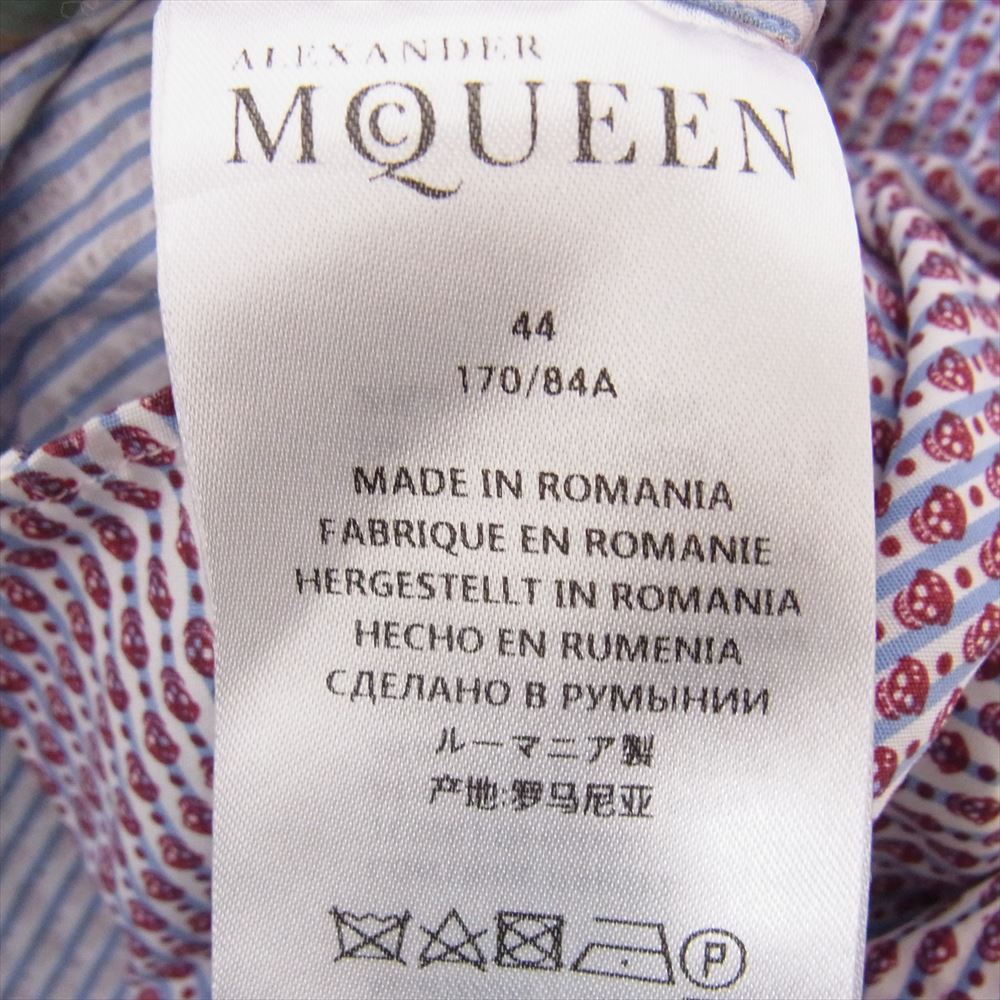 ALEXANDER
MCQUEEN
44
170/84A
MADE IN ROMANIA
FABRIQUE EN ROMANIE
HERGESTELLT IN ROMANIA
HECHO EN RUMENIA
СДЕЛАНО В РУМЫНИИ
ルーマニア製
产地:罗马尼亚
P